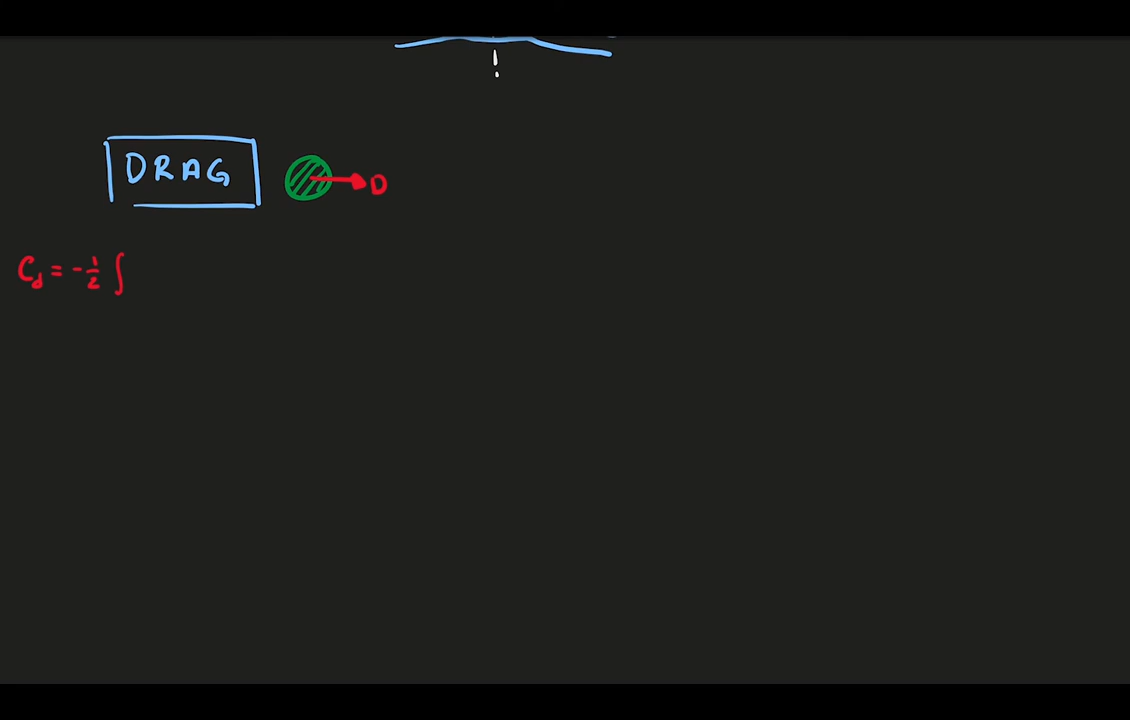 DRAG
D
C_d = -1/2 ∫